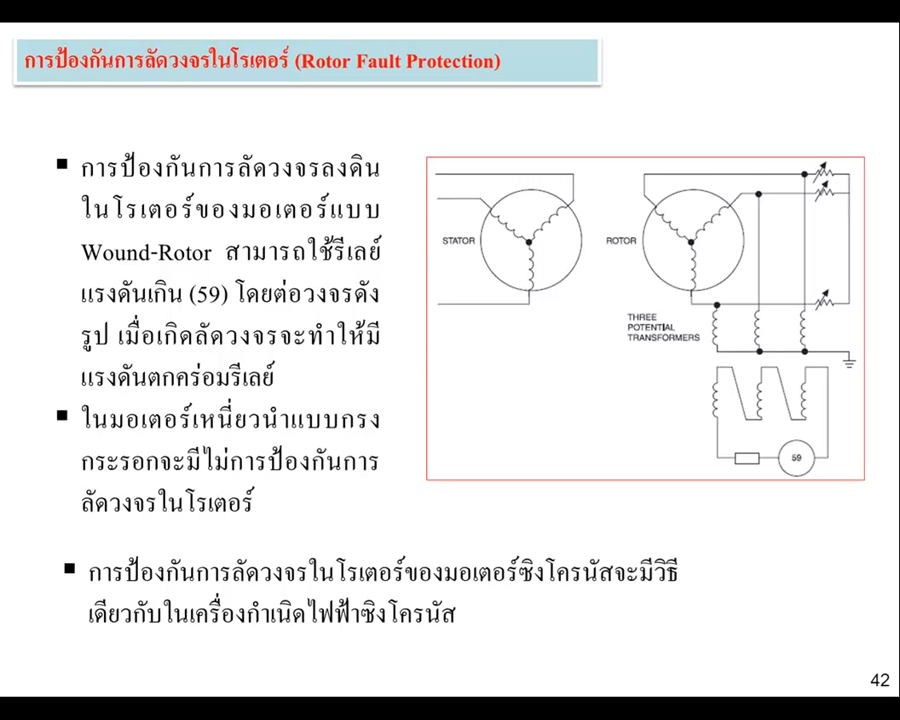 การป้องกันการลัดวงจรในโรเตอร์ (Rotor Fault Protection)
▪ การป้องกันการลัดวงจรลงดิน
ในโรเตอร์ของมอเตอร์แบบ
Wound-Rotor สามารถใช้รีเลย์
แรงดันเกิน (59) โดยต่อวงจรดัง
รูป เมื่อเกิดลัดวงจรจะทำให้มี
แรงดันตกคร่อมรีเลย์
▪ ในมอเตอร์เหนี่ยวนำแบบกรง
กระรอกจะมีไม่การป้องกันการ
ลัดวงจรในโรเตอร์
STATOR
ROTOR
THREE
POTENTIAL
TRANSFORMERS
59
▪ การป้องกันการลัดวงจรในโรเตอร์ของมอเตอร์ซิงโครนัสจะมีวิธี
เดียวกับในเครื่องกำเนิดไฟฟ้าซิงโครนัส
42